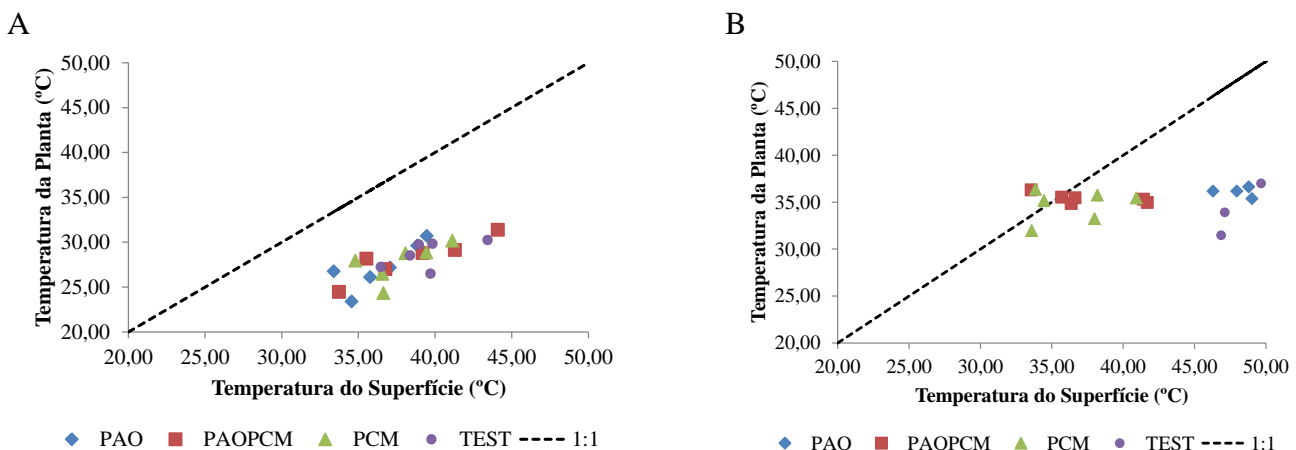 A
50,00
45,00
40,00
35,00
30,00
25,00
20,00
Temperatura da Planta (ºC)
20,00 25,00 30,00 35,00 40,00 45,00 50,00
Temperatura do Superfície (ºC)
PAO PAOPCM PCM TEST 1:1
B
50,00
45,00
40,00
35,00
30,00
25,00
20,00
Temperatura da Planta (ºC)
20,00 25,00 30,00 35,00 40,00 45,00 50,00
Temperatura do Superfície (ºC)
PAO PAOPCM PCM TEST 1:1